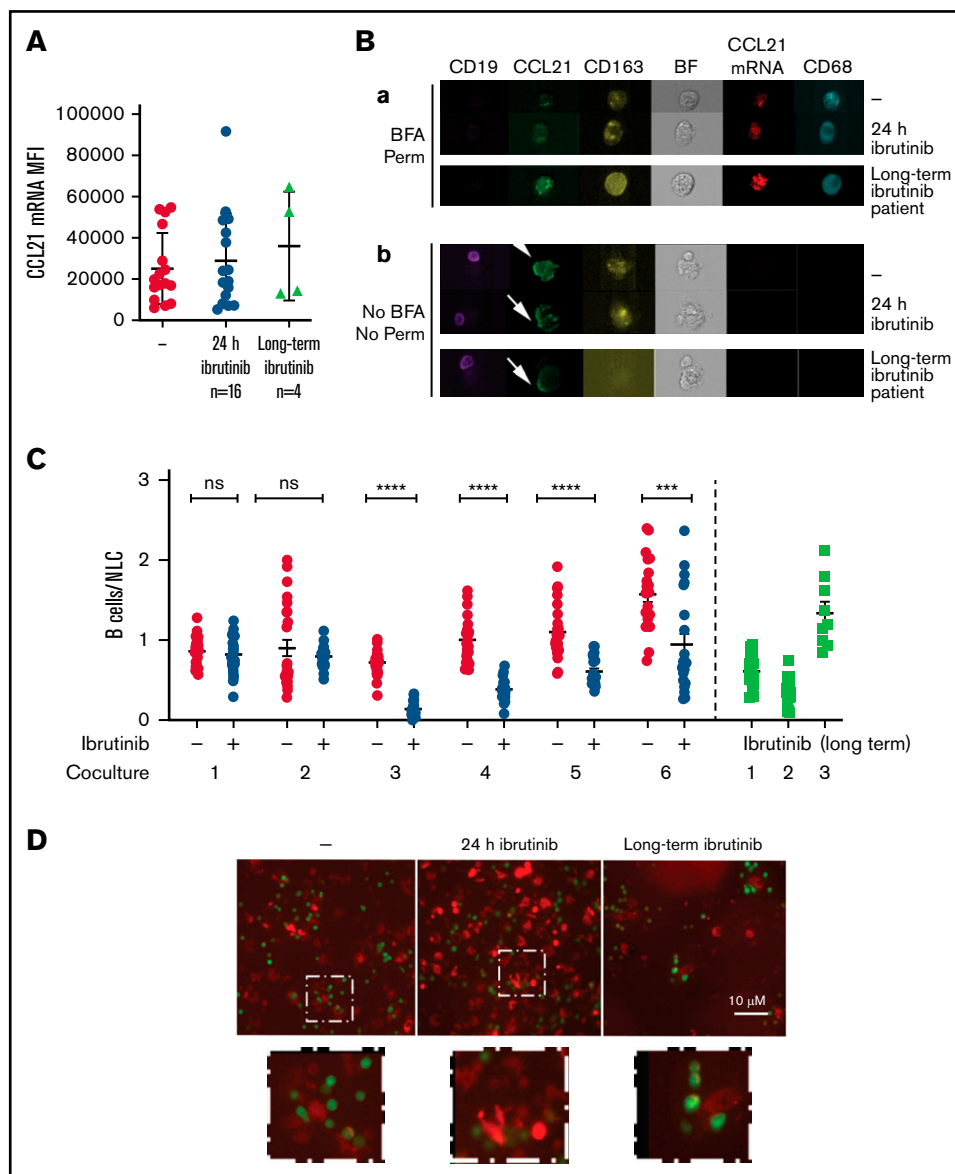 A
CCL21 mRNA MFI
100000
80000
60000
40000
20000
0
–
24 h
ibrutinib
n=16
Long-term
ibrutinib
n=4
B
CD19
CCL21
CD163
BF
CCL21
mRNA
CD68
a
BFA
Perm
–
24 h
ibrutinib
Long-term
ibrutinib
patient
b
No BFA
No Perm
–
24 h
ibrutinib
Long-term
ibrutinib
patient
C
B cells/NLC
3
2
1
0
ns
ns
****
****
****
***
Ibrutinib – + – + – + – + – + – + Ibrutinib (long term)
Coculture 1 2 3 4 5 6 1 2 3
D
–
24 h ibrutinib
Long-term ibrutinib
10 μM